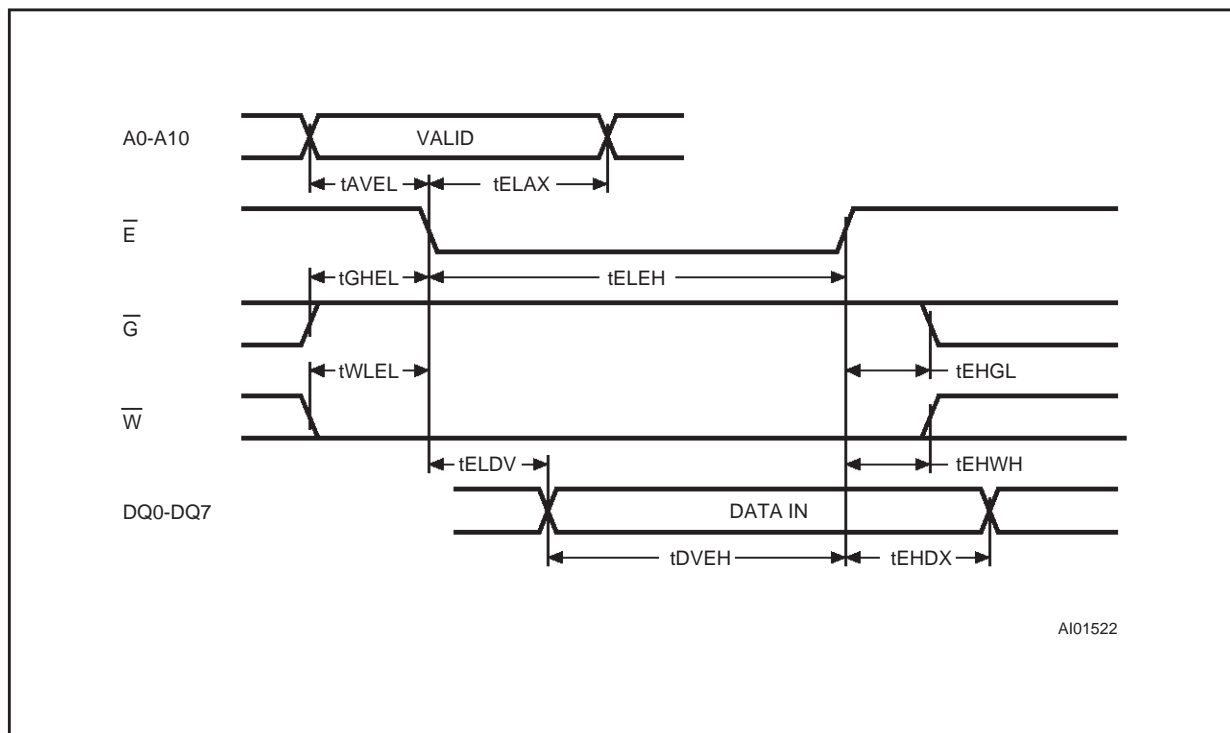 A0-A10
VALID
tAVEL
tELAX
E
tGHEL
tELEH
G
tWLEL
tEHGL
W
tELDV
tEHWH
DQ0-DQ7
DATA IN
tDVEH
tEHDX
AI01522